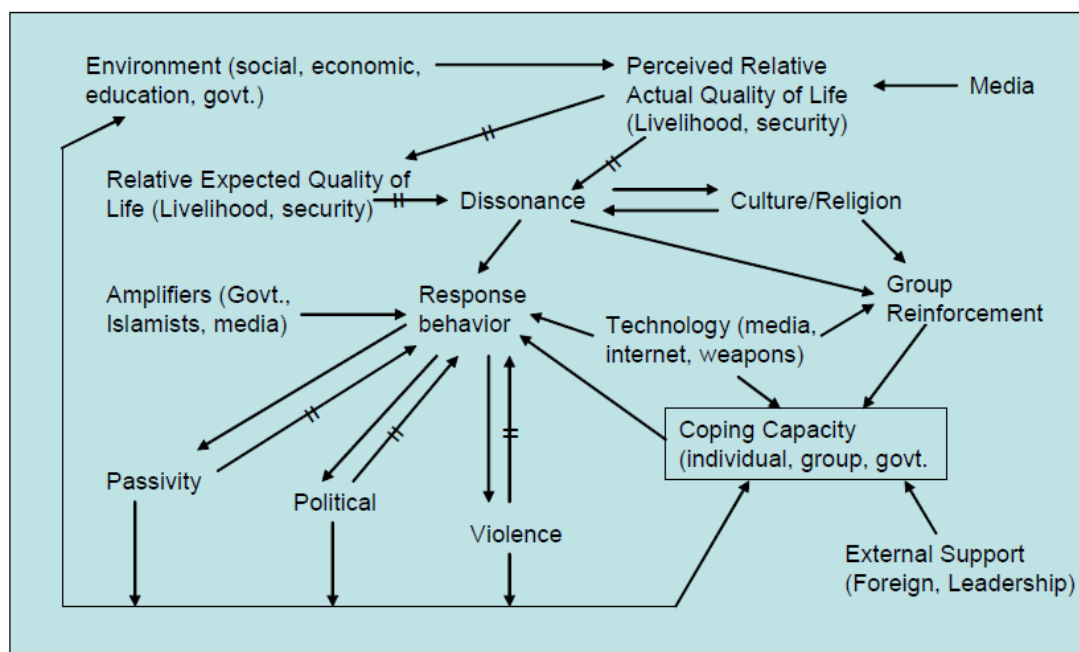 Environment (social, economic,
education, govt.)
Perceived Relative
Actual Quality of Life
(Livelihood, security)
Media
Relative Expected Quality of
Life (Livelihood, security)
Dissonance
Culture/Religion
Amplifiers (Govt.,
Islamists, media)
Response
behavior
Technology (media,
internet, weapons)
Group
Reinforcement
Coping Capacity
(individual, group, govt.
Passivity
Political
Violence
External Support
(Foreign, Leadership)